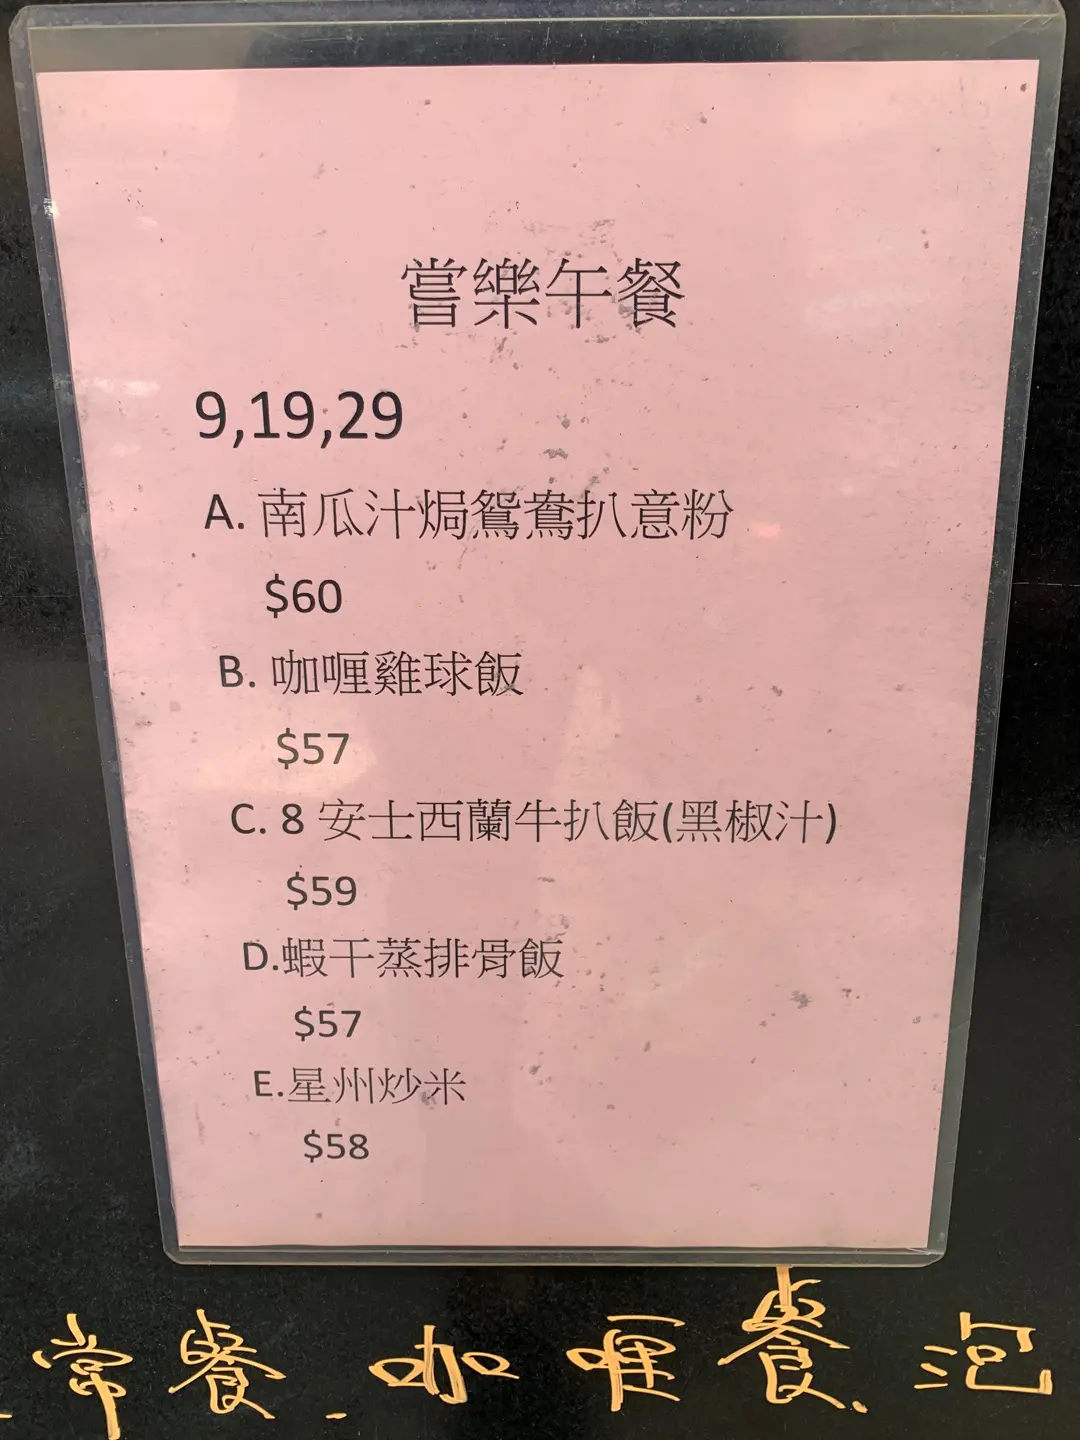 嘗樂午餐
9,19,29
A. 南瓜汁焗鴛鴦扒意粉
$60
B. 咖喱雞球飯
$57
C. 8 安士西蘭牛扒飯(黑椒汁)
$59
D.蝦干蒸排骨飯
$57
E.星州炒米
$58
常餐. 咖喱餐. 泡